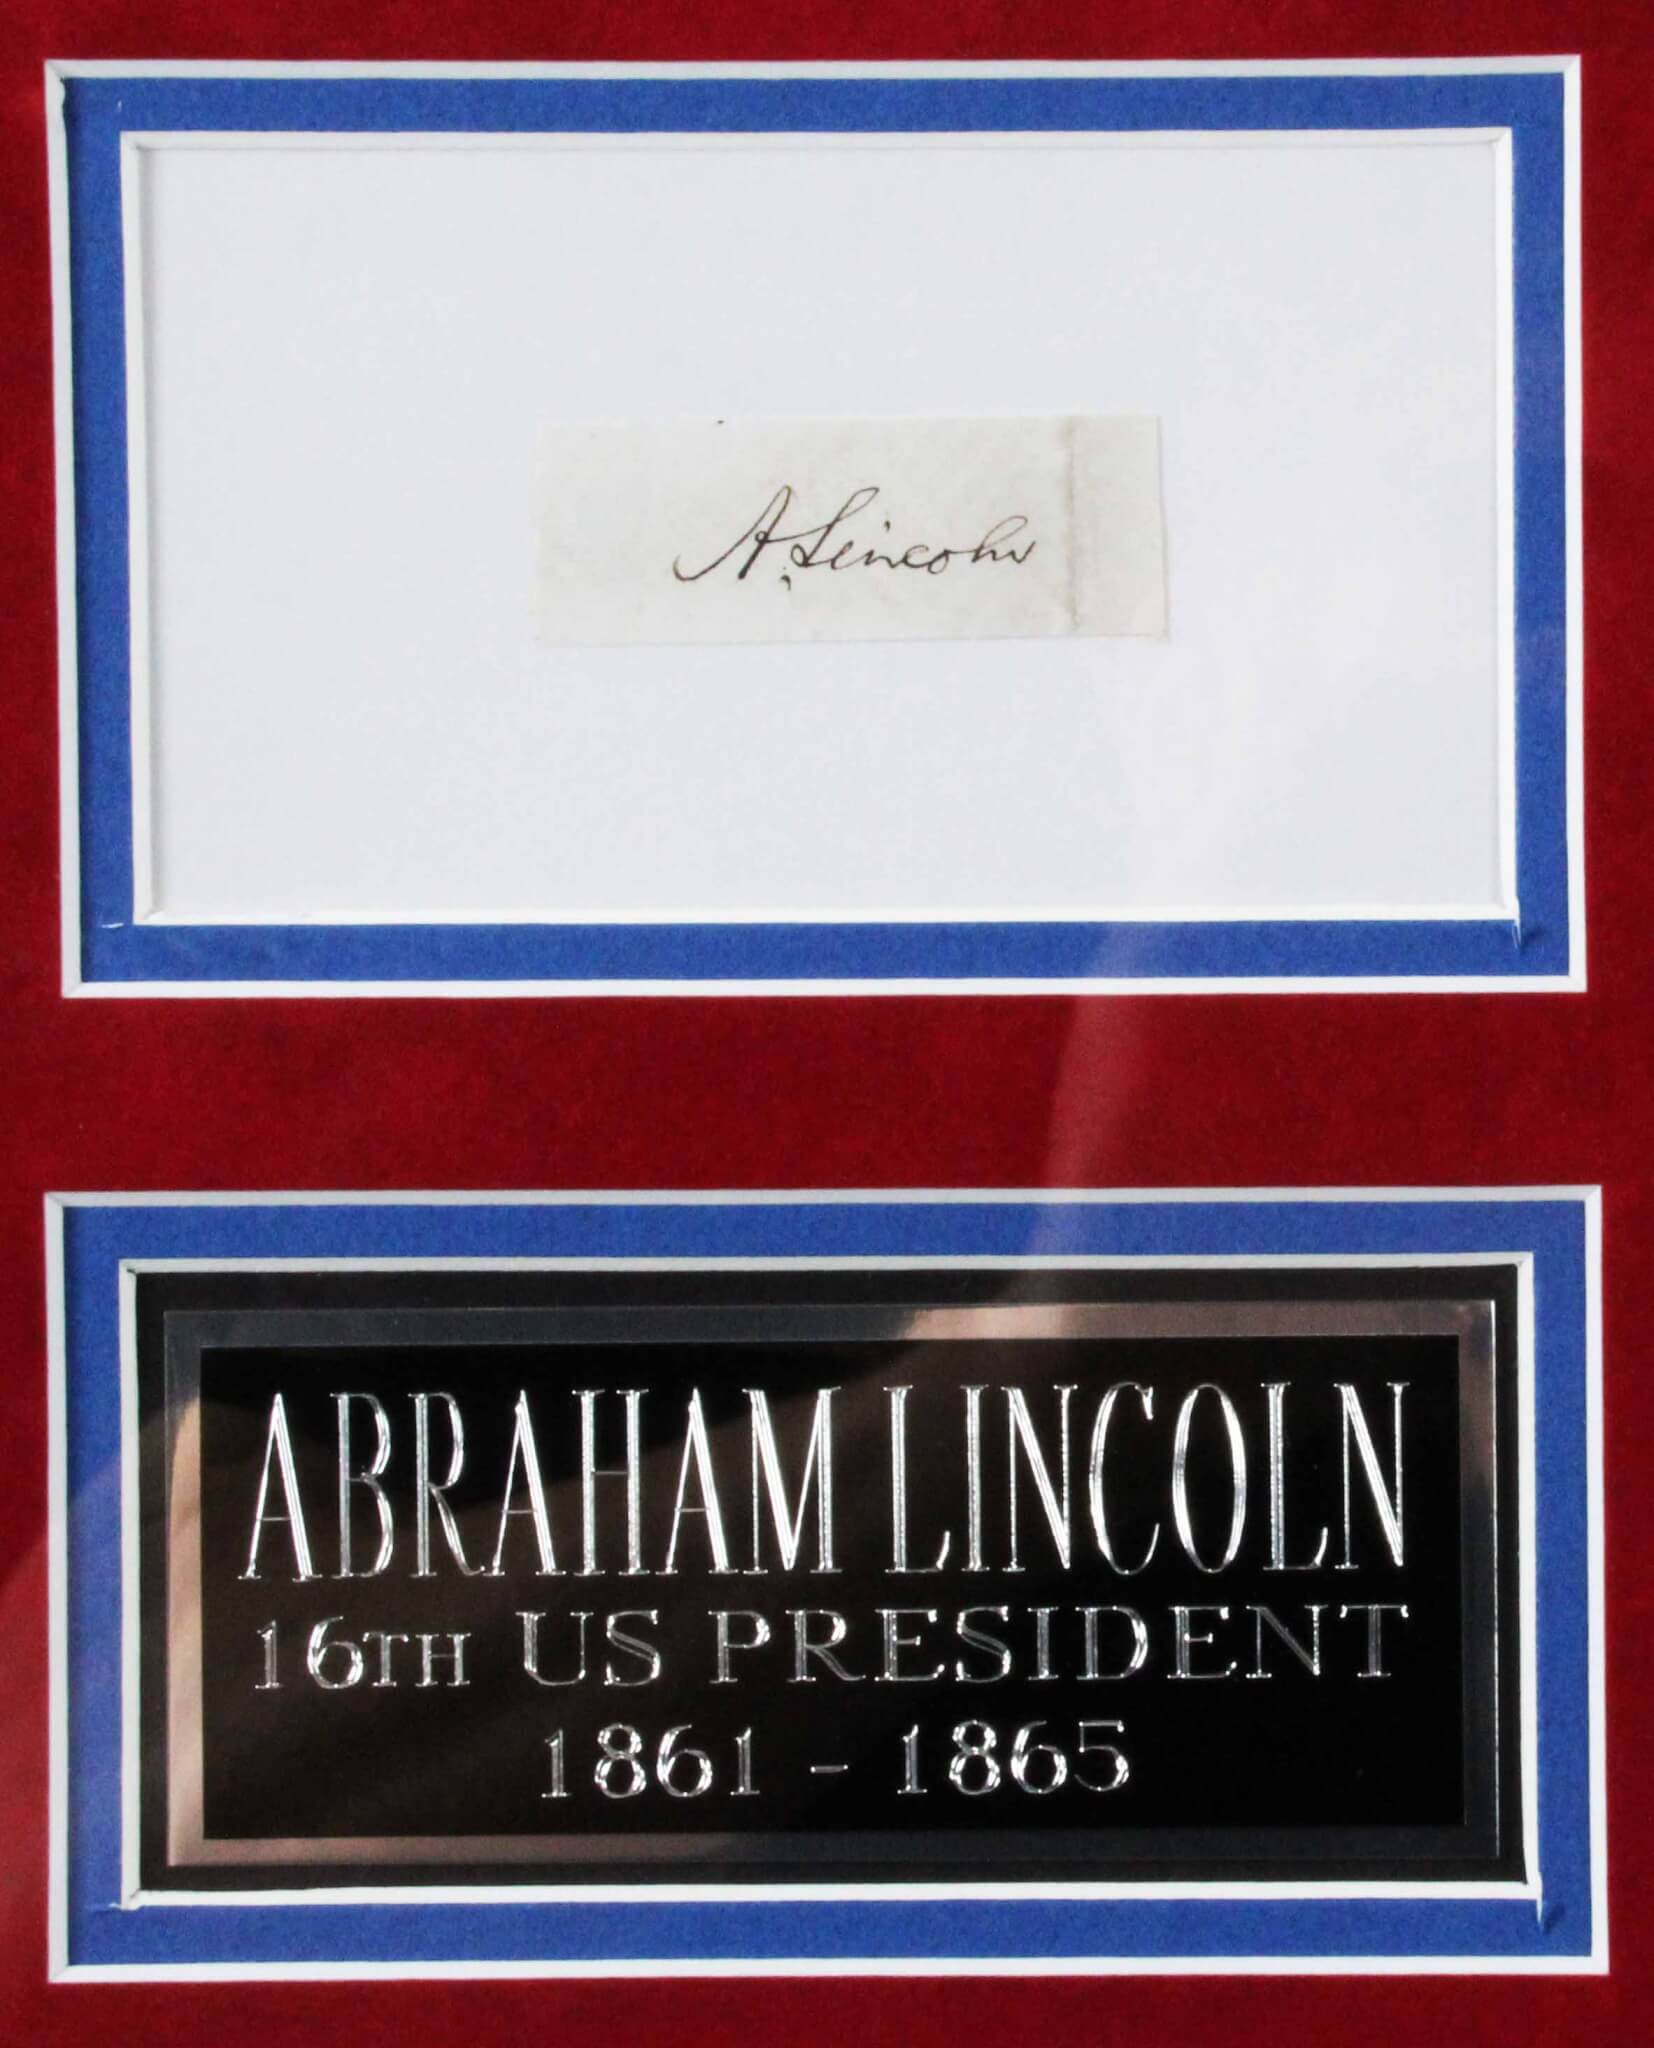 A. Lincoln
ABRAHAM LINCOLN
16TH US PRESIDENT
1861 - 1865